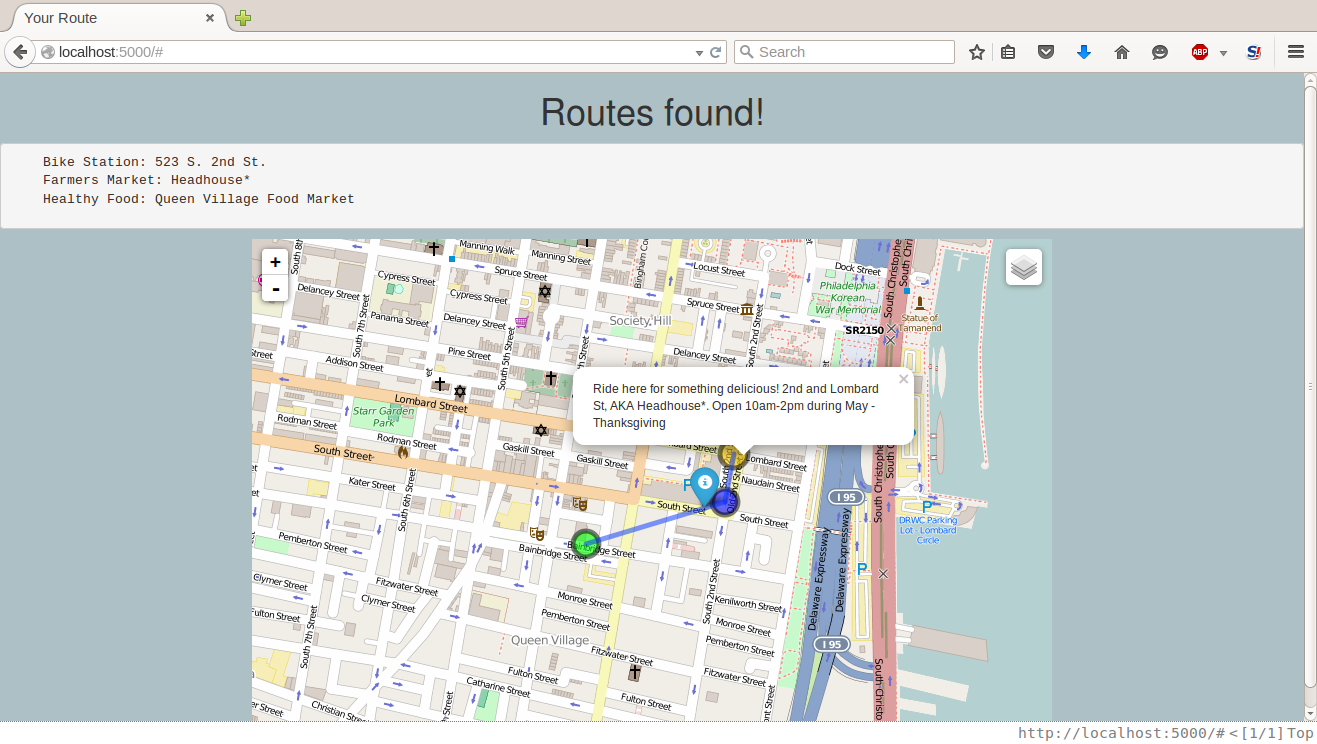 Your Route
localhost:5000/#
Search
ABP
S!
Routes found!
Bike Station: 523 S. 2nd St.
Farmers Market: Headhouse*
Healthy Food: Queen Village Food Market
+
-
Manning Walk
Manning Street
Spruce Street
Locust Street
Dock Street
South Christophe
Cypress Street
Delancey Street
Cypress Street
Philadelphia
Korean
War Memorial
Spruce Street
Statue of
Tamanend
Panama Street
Delancey Street
Society Hill
SR2150
South 7th Street
South 5th Street
South 2nd Street
Pine Street
Delancey Street
Addison Street
Ride here for something delicious! 2nd and Lombard
St, AKA Headhouse*. Open 10am-2pm during May -
Thanksgiving
Lombard Street
Starr Garden
Park
Rodman Street
Rodman Street
Gaskill Street
Gaskill Street
Lombard Street
South Street
Kater Street
Naudain Street
P
I 95
South Street
South Street
P
DRWC Parking
Lot - Lombard
Circle
South 6th Street
Pemberton Street
Bainbridge Street
Bainbridge Street
Delaware Expressway
Delaware Expressway
P
Clymer Street
Fitzwater Street
Clymer Street
Monroe Street
South 2nd Street
Kenilworth Street
Fulton Street
Pemberton Street
Monroe Street
Pemberton Street
South 7th Street
Queen Village
I 95
Fitzwater Street
Fitzwater Street
Fulton Street
Catharine Street
Fulton Street
South Christo
Christian Street
http://localhost:5000/# <[1/1] Top